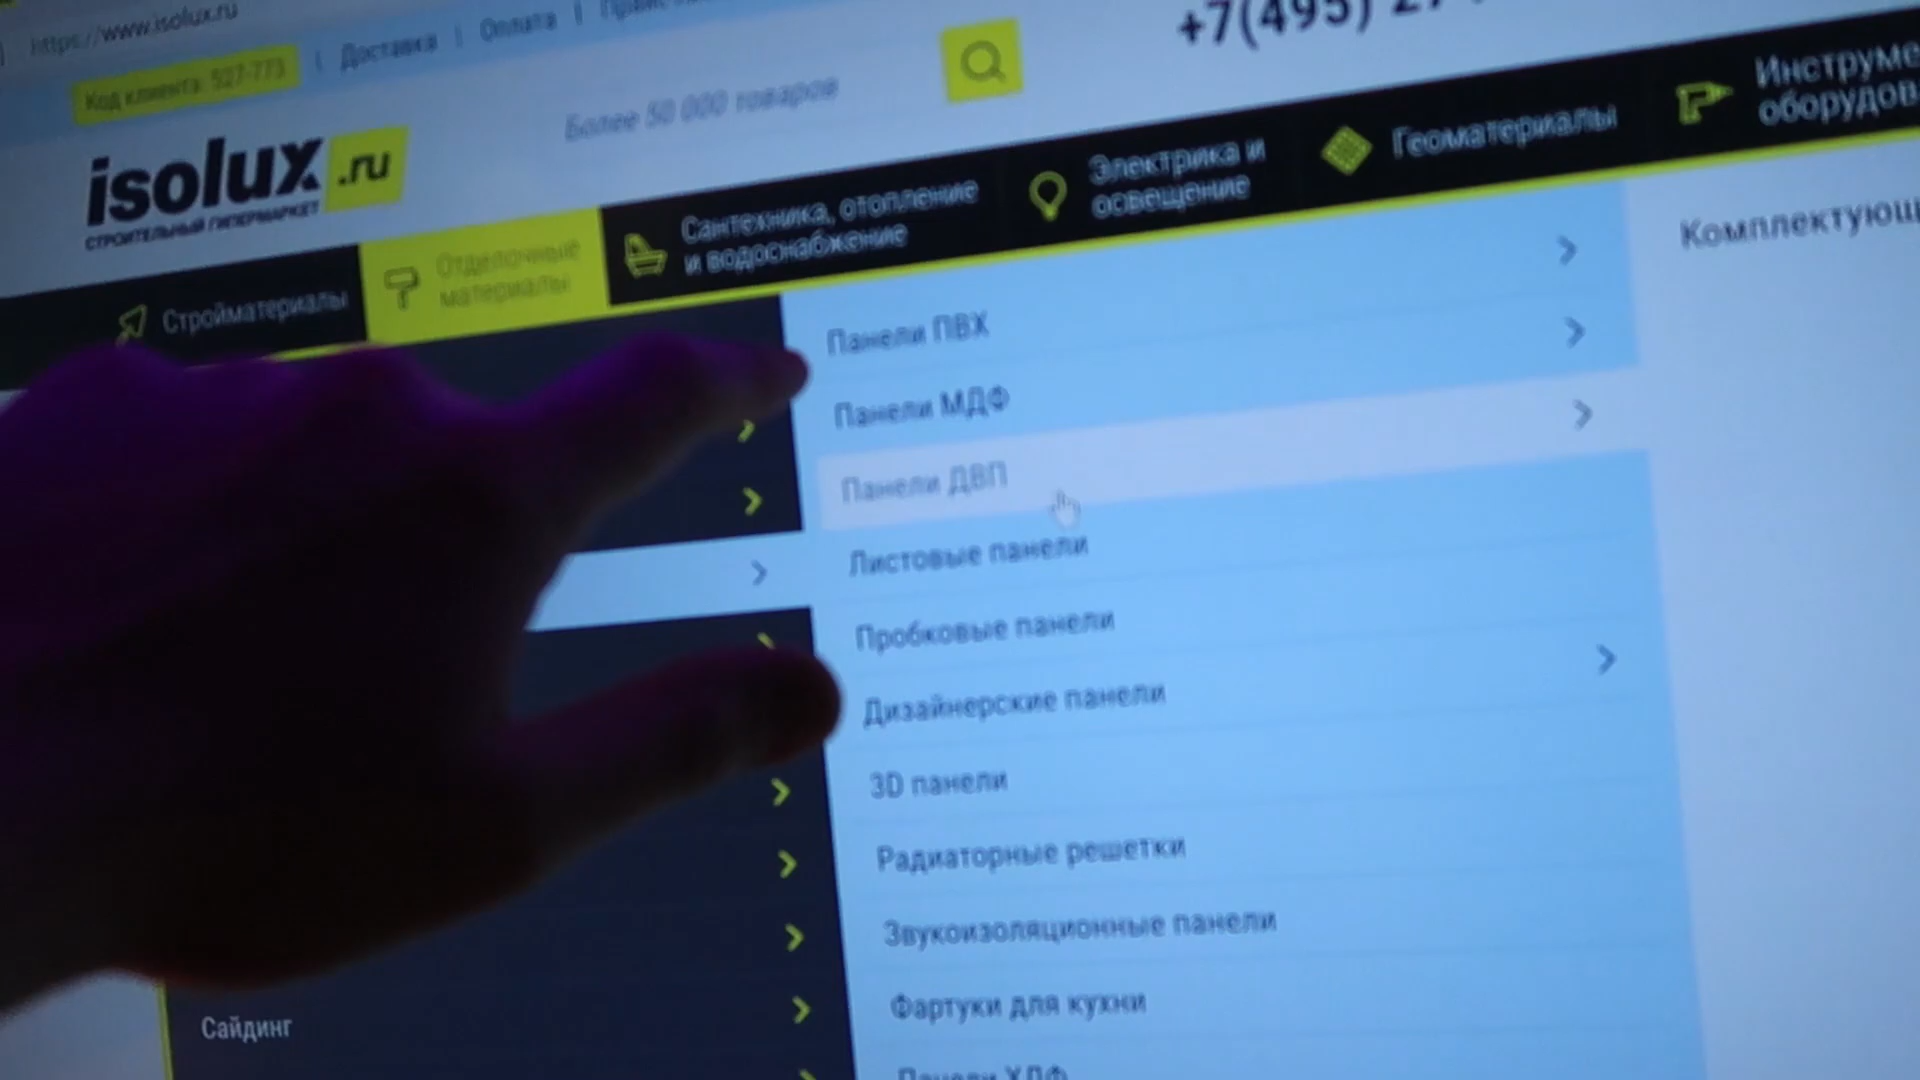 https://www.isolux.ru
Код клиента: 527-773 | Доставка | Оплата |
isolux.ru
СТРОИТЕЛЬНЫЙ ГИПЕРМАРКЕТ
Более 50 000 товаров
+7(495)
Стройматериалы
Отделочные
материалы
Сантехника, отопление
и водоснабжение
Электрика и
освещение
Геоматериалы
Инструме
оборудов
Панели ПВХ
Панели МДФ
Панели ДВП
Листовые панели
Пробковые панели
Дизайнерские панели
3D панели
Радиаторные решетки
Звукоизоляционные панели
Фартуки для кухни
Панели ХДФ
Комплектующ
Сайдинг